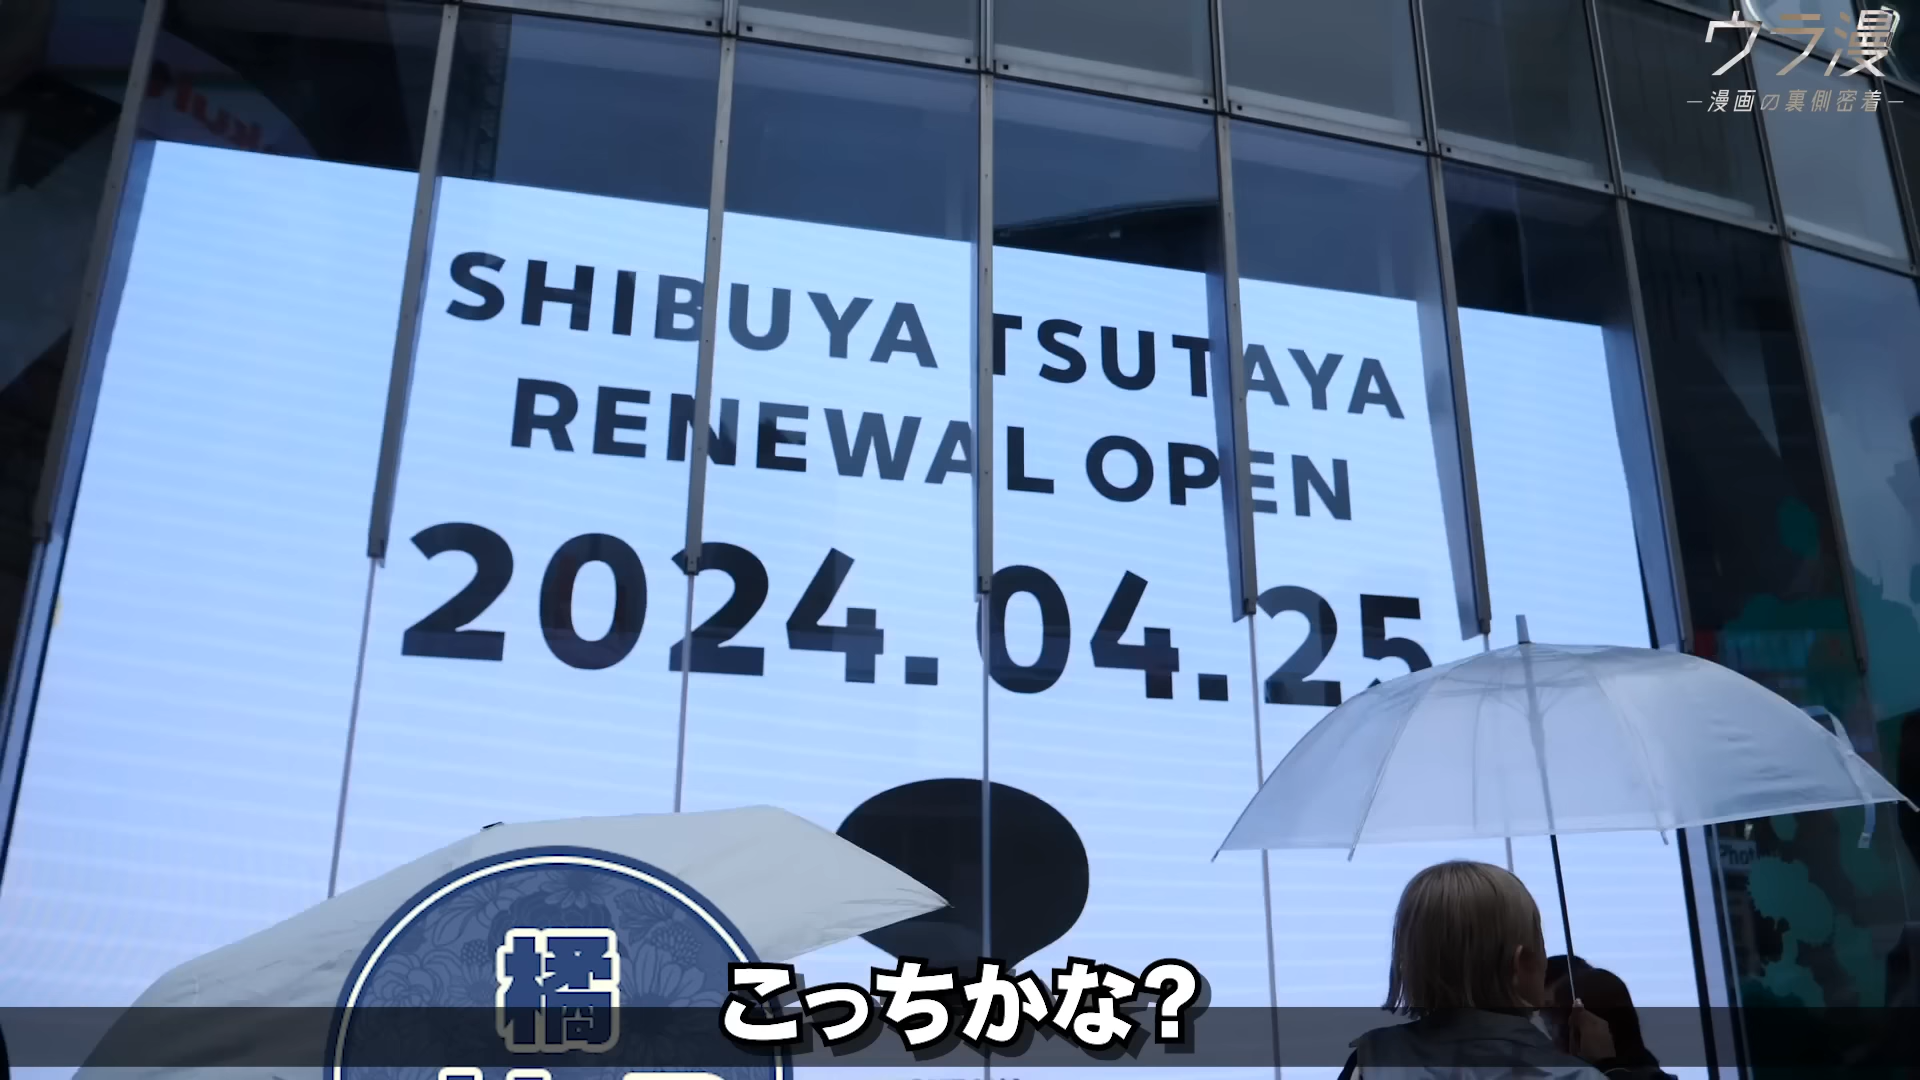 ウラ漫
－漫画の裏側密着－
SHIBUYA TSUTAYA
RENEWAL OPEN
2024.04.25
Phot
橘
こっちかな?